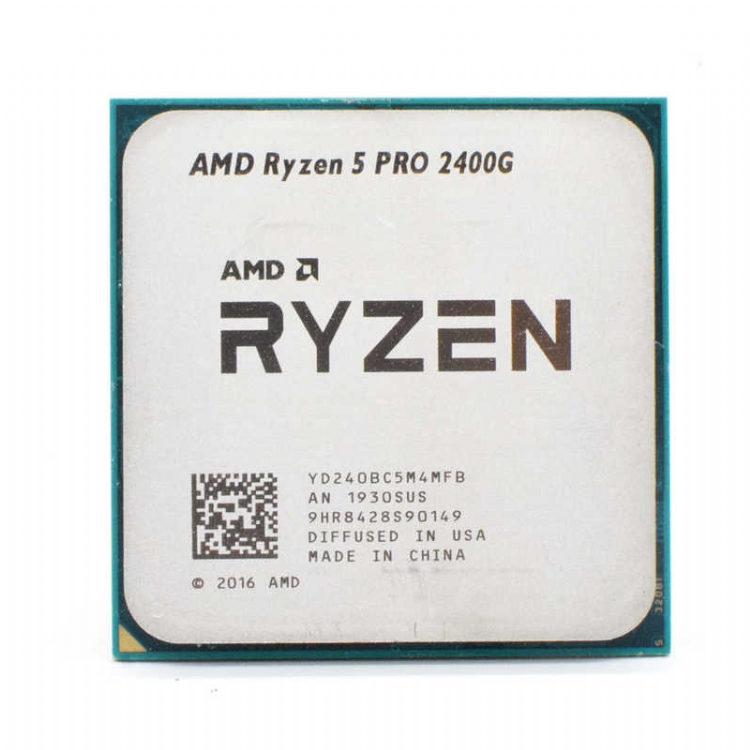 AMD Ryzen 5 PRO 2400G
AMD
RYZEN
YD240BC5M4MFB
AN 1930SUS
9HR8428S90149
DIFFUSED IN USA
MADE IN CHINA
© 2016 AMD